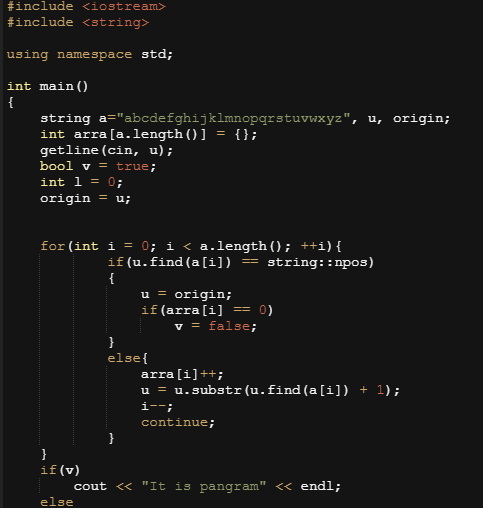 #include <iostream>
#include <string>
using namespace std;
int main()
{
string a="abcdefghijklmnopqrstuvwxyz", u, origin;
int arra[a.length()] = {};
getline(cin, u);
bool v = true;
int l = 0;
origin = u;
for(int i = 0; i < a.length(); ++i){
if(u.find(a[i]) == string::npos)
{
u = origin;
if(arra[i] == 0)
v = false;
}
else{
arra[i]++;
u = u.substr(u.find(a[i]) + 1);
i--;
continue;
}
}
if(v)
cout << "It is pangram" << endl;
else